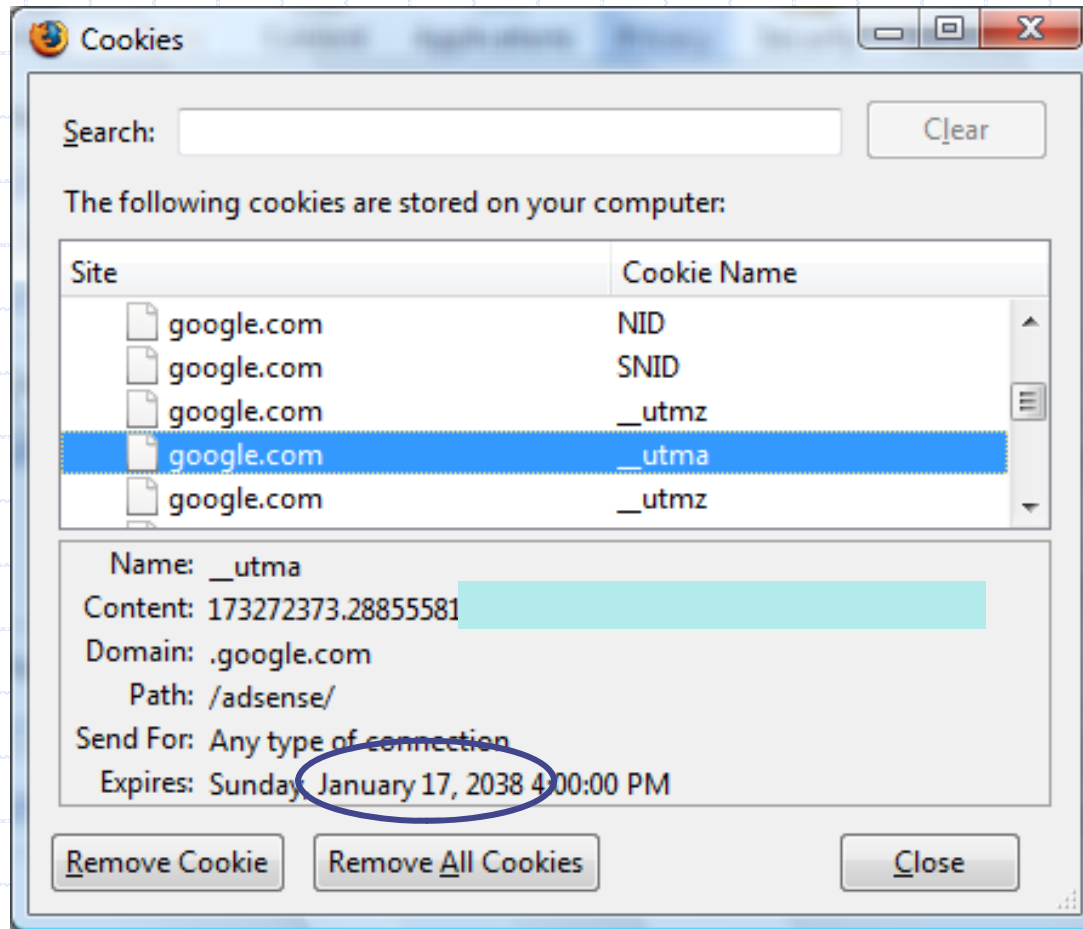 Cookies
Search:
Clear
The following cookies are stored on your computer:
Site Cookie Name
google.com NID
google.com SNID
google.com __utmz
google.com __utma
google.com __utmz
Name: __utma
Content: 173272373.28855581
Domain: .google.com
Path: /adsense/
Send For: Any type of connection
Expires: Sunday, January 17, 2038 4:00:00 PM
Remove Cookie Remove All Cookies Close